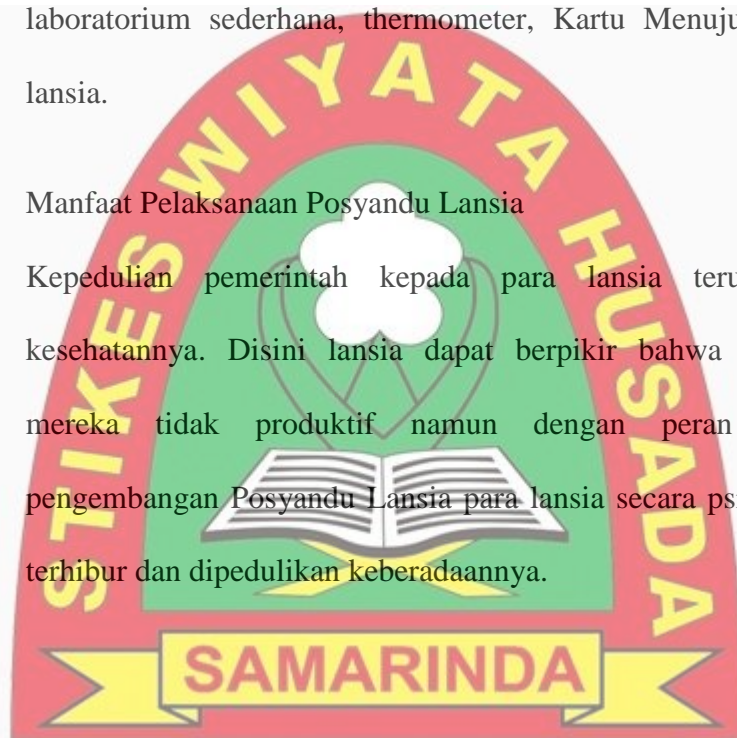 laboratorium sederhana, thermometer, Kartu Menuju
lansia.
Manfaat Pelaksanaan Posyandu Lansia
Kepedulian pemerintah kepada para lansia teru
kesehatannya. Disini lansia dapat berpikir bahwa
mereka tidak produktif namun dengan peran
pengembangan Posyandu Lansia para lansia secara ps
terhibur dan dipedulikan keberadaannya.
STIKES WIYATA HUSADA
SAMARINDA